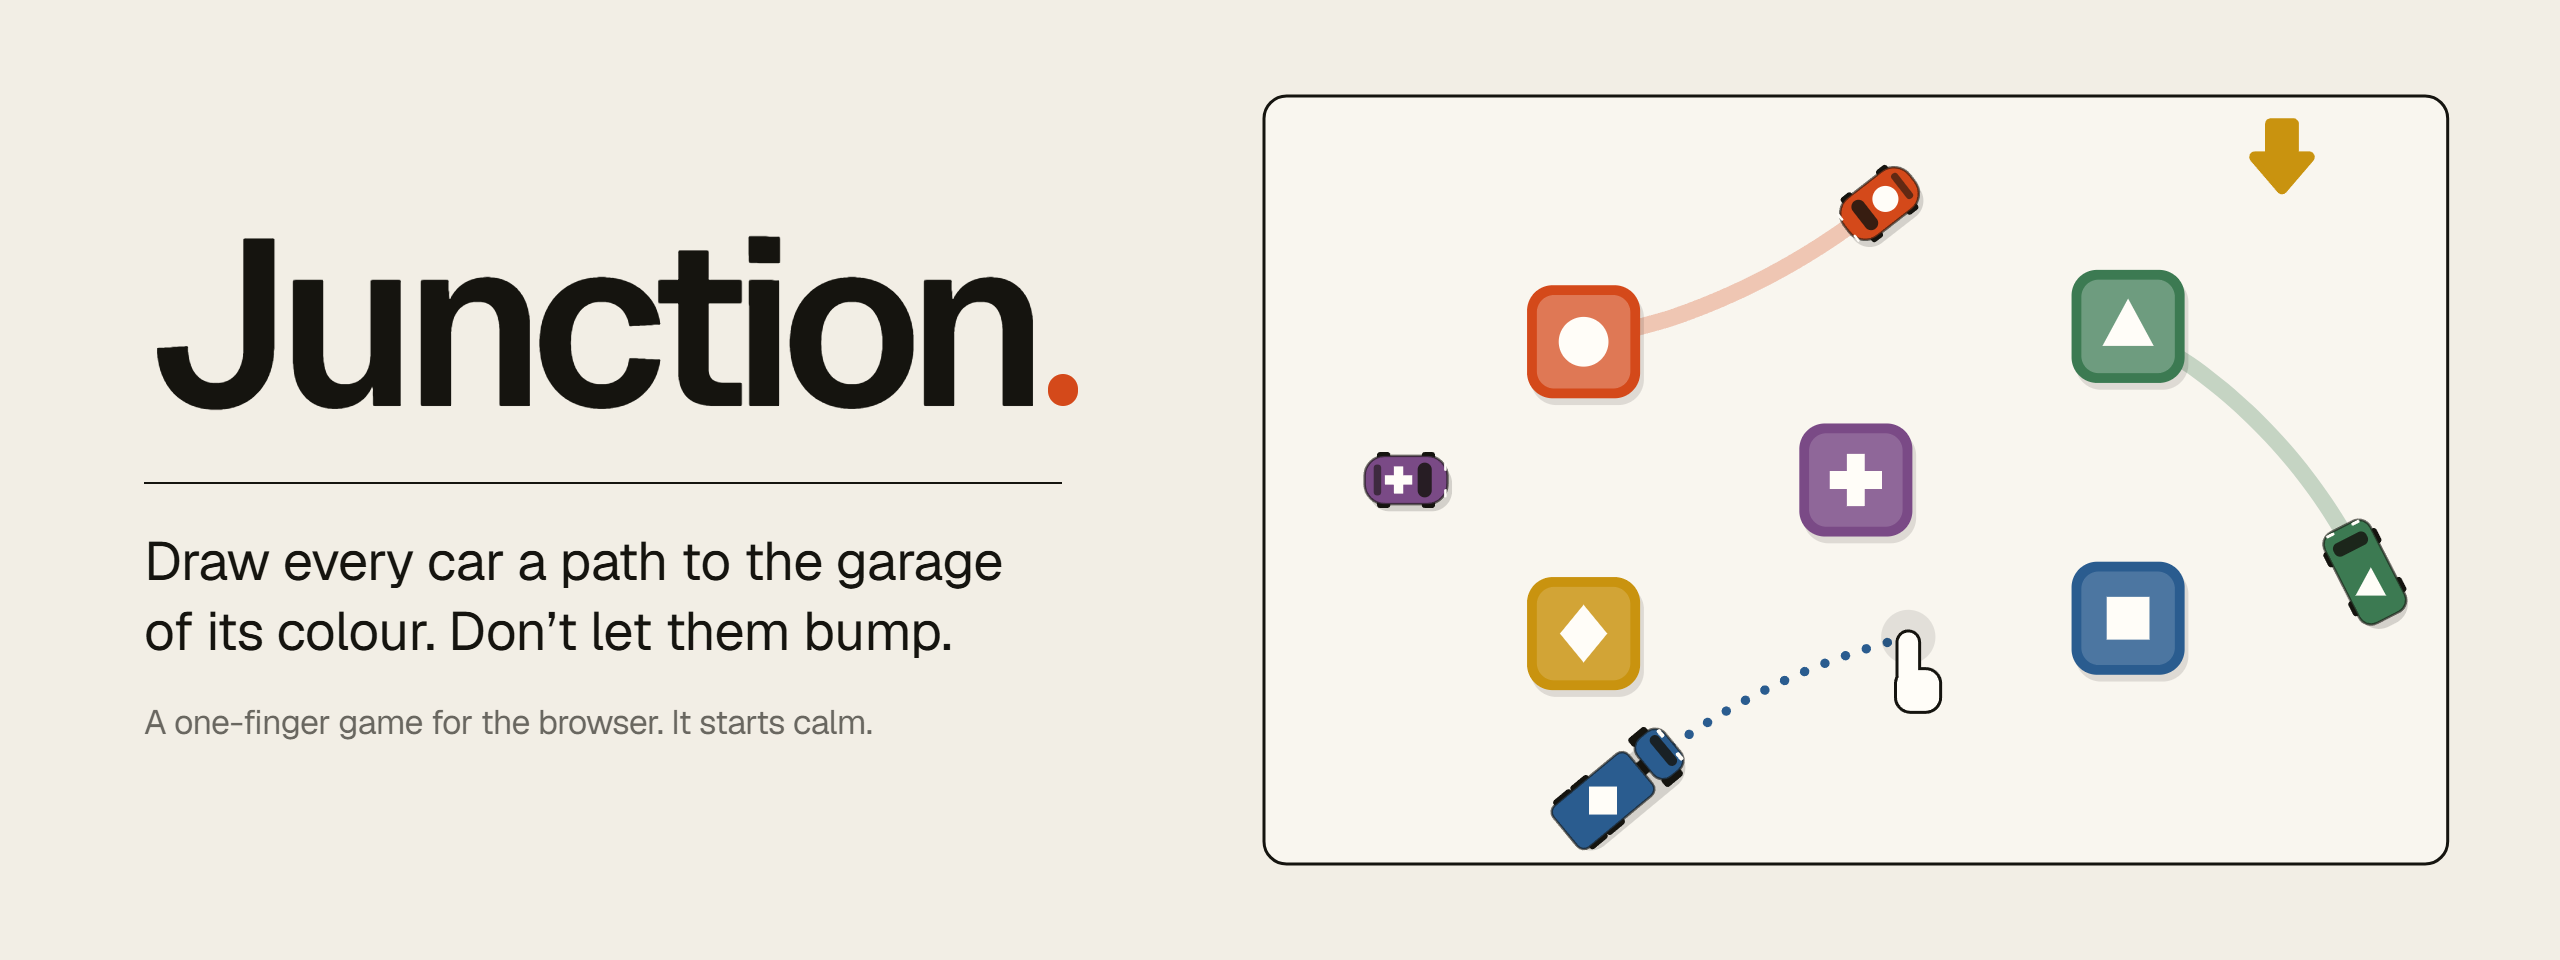 Junction.
Draw every car a path to the garage
of its colour. Don’t let them bump.
A one-finger game for the browser. It starts calm.